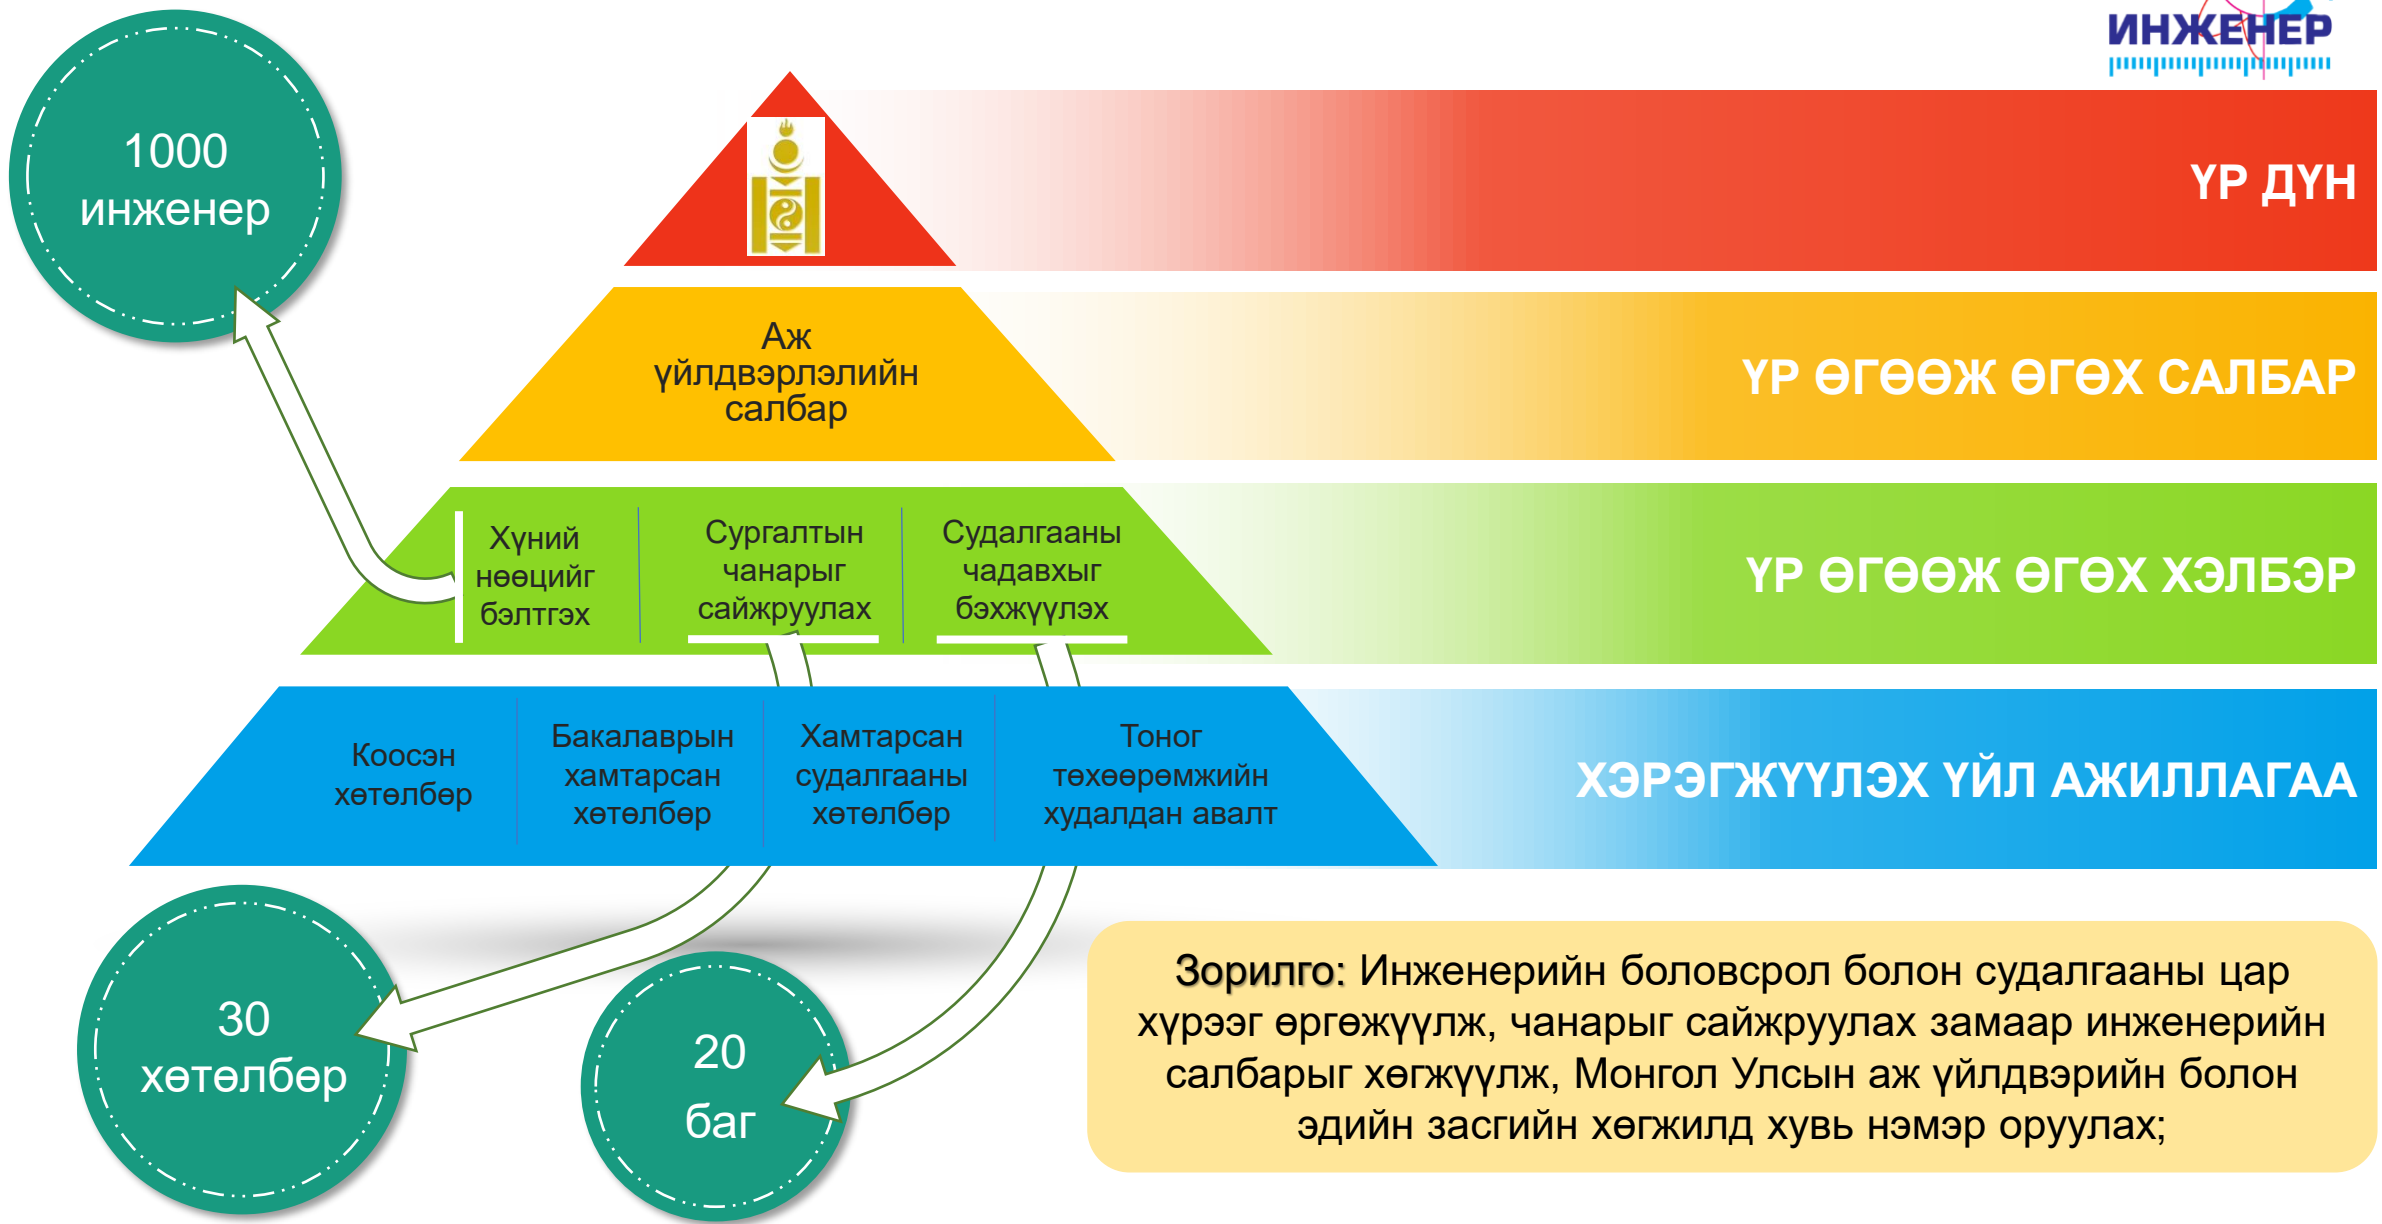 ИНЖЕНЕР
1000
инженер
ҮР ДҮН
Аж
үйлдвэрлэлийн
салбар
ҮР ӨГӨӨЖ ӨГӨХ САЛБАР
Хүний
нөөцийг
бэлтгэх
Сургалтын
чанарыг
сайжруулах
Судалгааны
чадавхыг
бэхжүүлэх
ҮР ӨГӨӨЖ ӨГӨХ ХЭЛБЭР
Коосэн
хөтөлбөр
Бакалаврын
хамтарсан
хөтөлбөр
Хамтарсан
судалгааны
хөтөлбөр
Тоног
төхөөрөмжийн
худалдан авалт
ХЭРЭГЖҮҮЛЭХ ҮЙЛ АЖИЛЛАГАА
30
хөтөлбөр
20
баг
Зорилго: Инженерийн боловсрол болон судалгааны цар
хүрээг өргөжүүлж, чанарыг сайжруулах замаар инженерийн
салбарыг хөгжүүлж, Монгол Улсын аж үйлдвэрийн болон
эдийн засгийн хөгжилд хувь нэмэр оруулах;